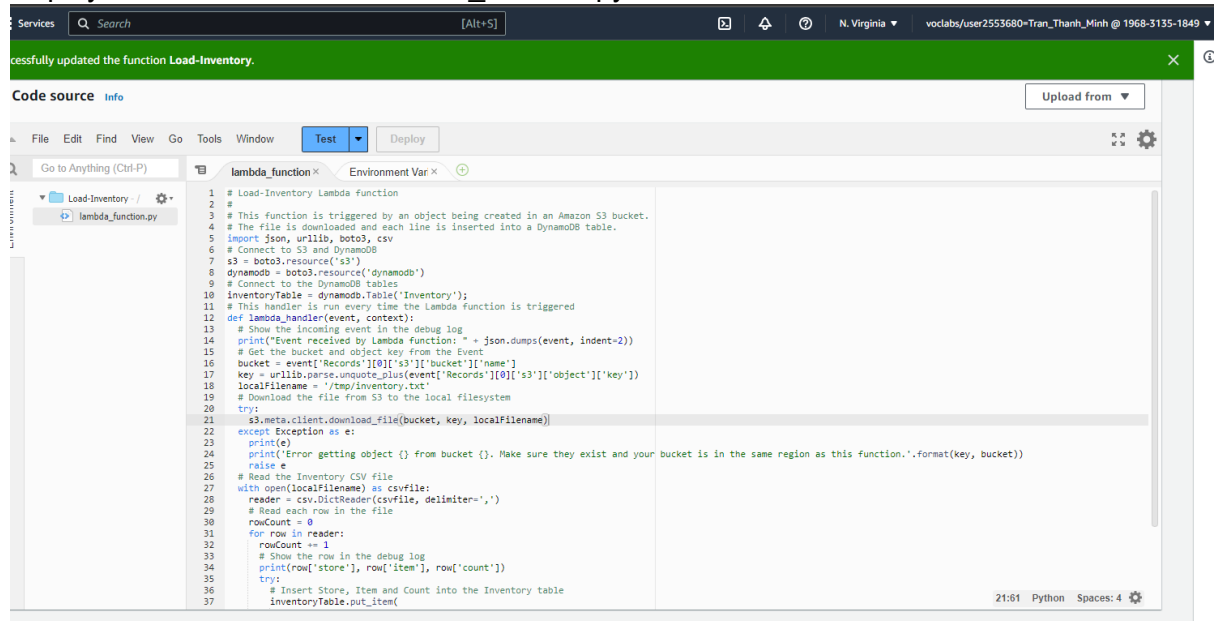 Services Search [Alt+S] N. Virginia ▼ voclabs/user2553680=Tran_Thanh_Minh @ 1968-3135-1849 ▼
cessfully updated the function Load-Inventory.
Code source Info Upload from ▼
File Edit Find View Go Tools Window Test Deploy
Go to Anything (Ctrl-P) lambda_function × Environment Var ×
Load-Inventory - /
lambda_function.py
1 # Load-Inventory Lambda function
2 #
3 # This function is triggered by an object being created in an Amazon S3 bucket.
4 # The file is downloaded and each line is inserted into a DynamoDB table.
5 import json, urllib, boto3, csv
6 # Connect to S3 and DynamoDB
7 s3 = boto3.resource('s3')
8 dynamodb = boto3.resource('dynamodb')
9 # Connect to the DynamoDB tables
10 inventoryTable = dynamodb.Table('Inventory');
11 # This handler is run every time the Lambda function is triggered
12 def lambda_handler(event, context):
13 # Show the incoming event in the debug log
14 print("Event received by Lambda function: " + json.dumps(event, indent=2))
15 # Get the bucket and object key from the Event
16 bucket = event['Records'][0]['s3']['bucket']['name']
17 key = urllib.parse.unquote_plus(event['Records'][0]['s3']['object']['key'])
18 localFilename = '/tmp/inventory.txt'
19 # Download the file from S3 to the local filesystem
20 try:
21 s3.meta.client.download_file(bucket, key, localFilename)
22 except Exception as e:
23 print(e)
24 print('Error getting object {} from bucket {}. Make sure they exist and your bucket is in the same region as this function.'.format(key, bucket))
25 raise e
26 # Read the Inventory CSV file
27 with open(localFilename) as csvfile:
28 reader = csv.DictReader(csvfile, delimiter=',')
29 # Read each row in the file
30 rowCount = 0
31 for row in reader:
32 rowCount += 1
33 # Show the row in the debug log
34 print(row['store'], row['item'], row['count'])
35 try:
36 # Insert Store, Item and Count into the Inventory table
37 inventoryTable.put_item(
21:61 Python Spaces: 4